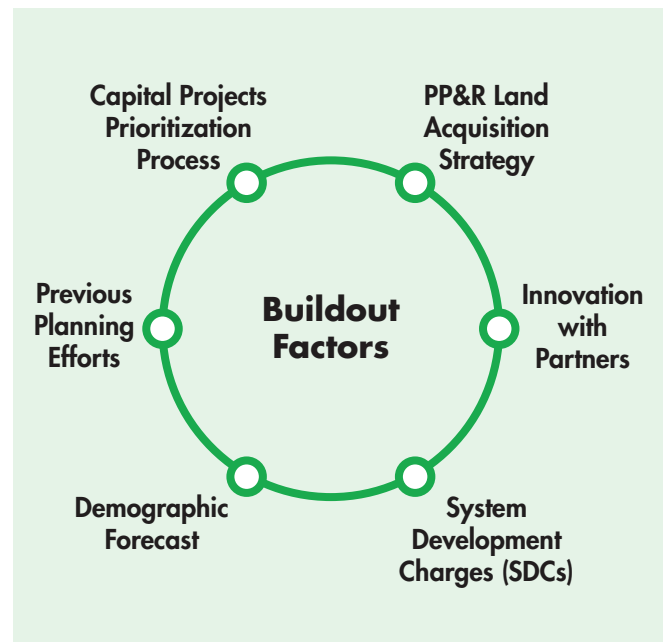 Capital Projects
Prioritization
Process
PP&R Land
Acquisition
Strategy
Previous
Planning
Efforts
Buildout
Factors
Innovation
with
Partners
Demographic
Forecast
System
Development
Charges (SDCs)